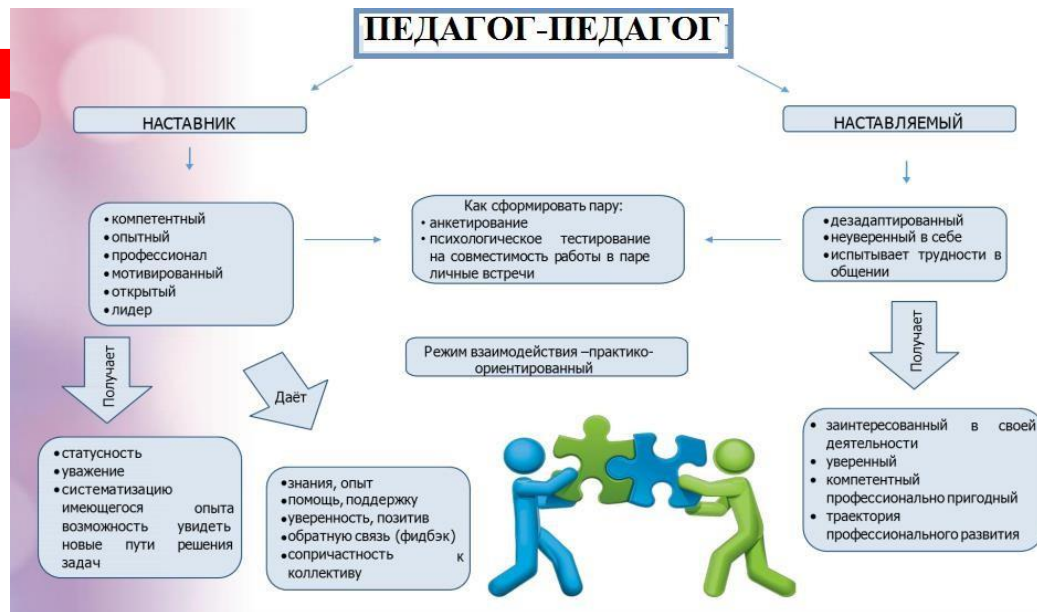 ПЕДАГОГ-ПЕДАГОГ
НАСТАВНИК
НАСТАВЛЯЕМЫЙ
• компетентный
• опытный
• профессионал
• мотивированный
• открытый
• лидер
Как сформировать пару:
• анкетирование
• психологическое тестирование
на совместимость работы в паре
личные встречи
• дезадаптированный
• неуверенный в себе
• испытывает трудности в
общении
Режим взаимодействия –практико-
ориентированный
Получает
Даёт
Получает
• статусность
• уважение
• систематизацию
имеющегося опыта
возможность увидеть
новые пути решения
задач
• знания, опыт
• помощь, поддержку
• уверенность, позитив
• обратную связь (фидбэк)
• сопричастность к
коллективу
• заинтересованный в своей
деятельности
• уверенный
• компетентный
профессионально пригодный
• траектория
профессионального развития